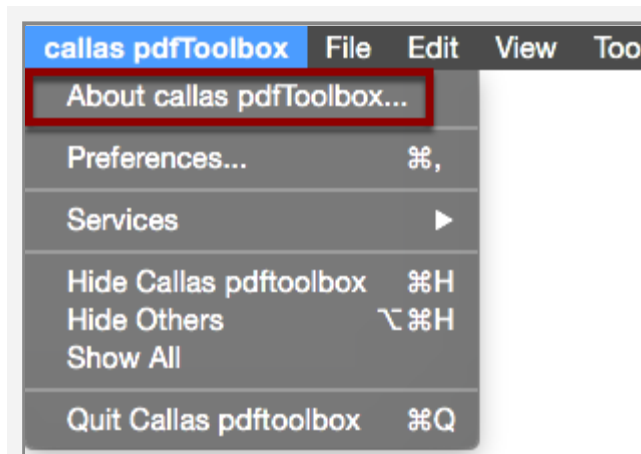 callas pdfToolbox File Edit View Too
About callas pdfToolbox...
Preferences... ⌘,
Services ▶
Hide Callas pdftoolbox ⌘H
Hide Others ⌥⌘H
Show All
Quit Callas pdftoolbox ⌘Q